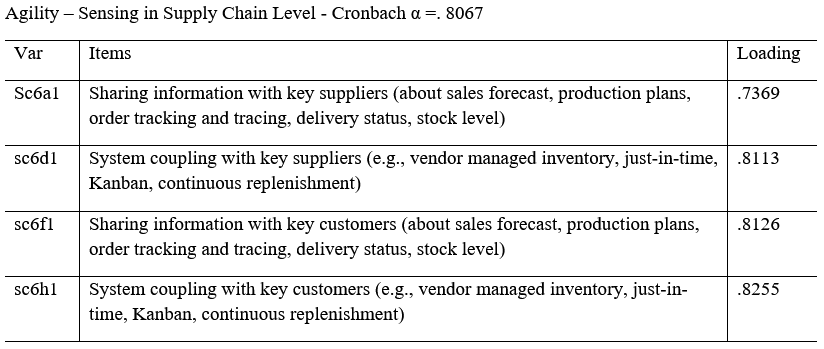 Agility – Sensing in Supply Chain Level - Cronbach α =. 8067
Var Items Loading
Sc6a1 Sharing information with key suppliers (about sales forecast, production plans, .7369
order tracking and tracing, delivery status, stock level)
sc6d1 System coupling with key suppliers (e.g., vendor managed inventory, just-in-time, .8113
Kanban, continuous replenishment)
sc6f1 Sharing information with key customers (about sales forecast, production plans, .8126
order tracking and tracing, delivery status, stock level)
sc6h1 System coupling with key customers (e.g., vendor managed inventory, just-in- .8255
time, Kanban, continuous replenishment)